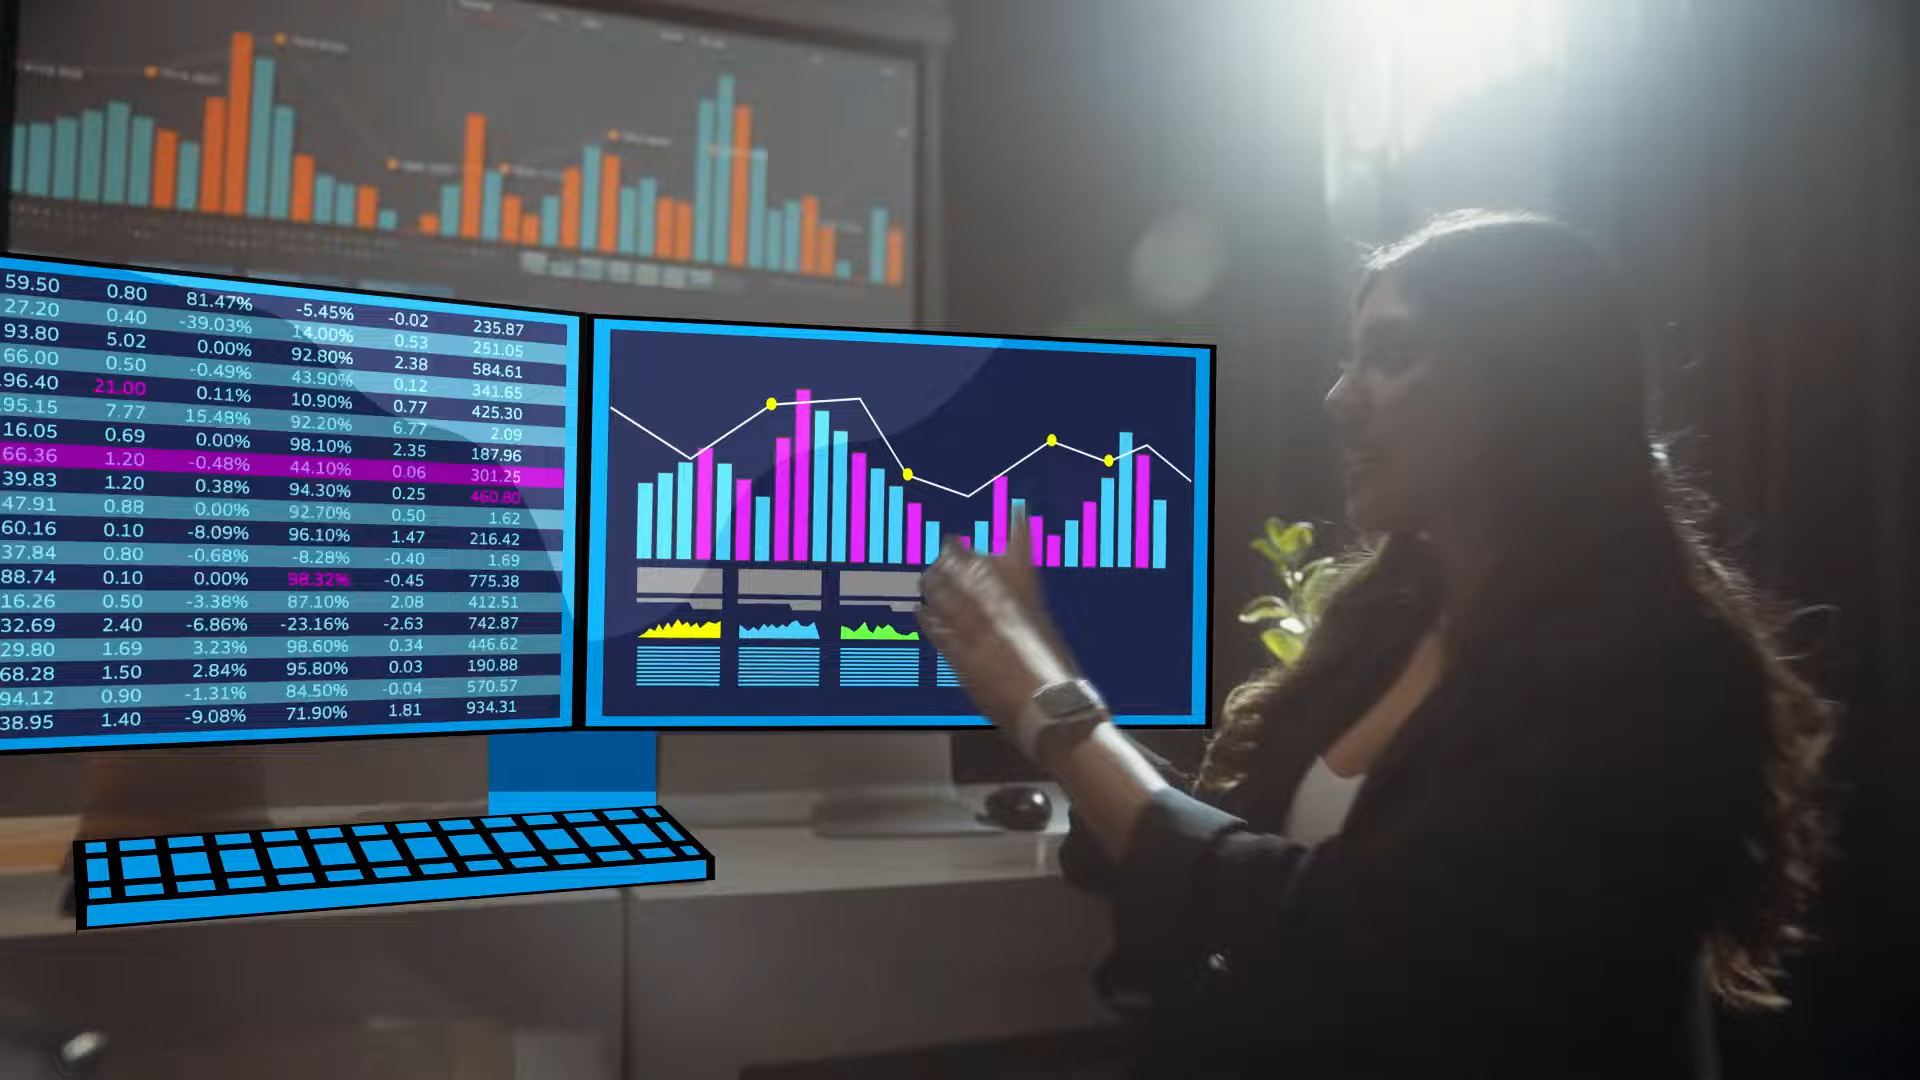 59.50 0.80 81.47% -5.45% -0.02 235.87
27.20 0.40 -39.03% 14.00% 0.53 251.05
93.80 5.02 0.00% 92.80% 2.38 584.61
66.00 0.50 -0.49% 43.90% 0.12 341.65
96.40 21.00 0.11% 10.90% 0.77 425.30
95.15 7.77 15.48% 92.20% 6.77 2.09
16.05 0.69 0.00% 98.10% 2.35 187.96
66.36 1.20 -0.48% 44.10% 0.06 301.25
39.83 1.20 0.38% 94.30% 0.25 460.80
47.91 0.88 0.00% 92.70% 0.50 1.62
60.16 0.10 -8.09% 96.10% 1.47 216.42
37.84 0.80 -0.68% -8.28% -0.40 1.69
88.74 0.10 0.00% 98.32% -0.45 775.38
16.26 0.50 -3.38% 87.10% 2.08 412.51
32.69 2.40 -6.86% -23.16% -2.63 742.87
29.80 1.69 3.23% 98.60% 0.34 446.62
68.28 1.50 2.84% 95.80% 0.03 190.88
94.12 0.90 -1.31% 84.50% -0.04 570.57
38.95 1.40 -9.08% 71.90% 1.81 934.31